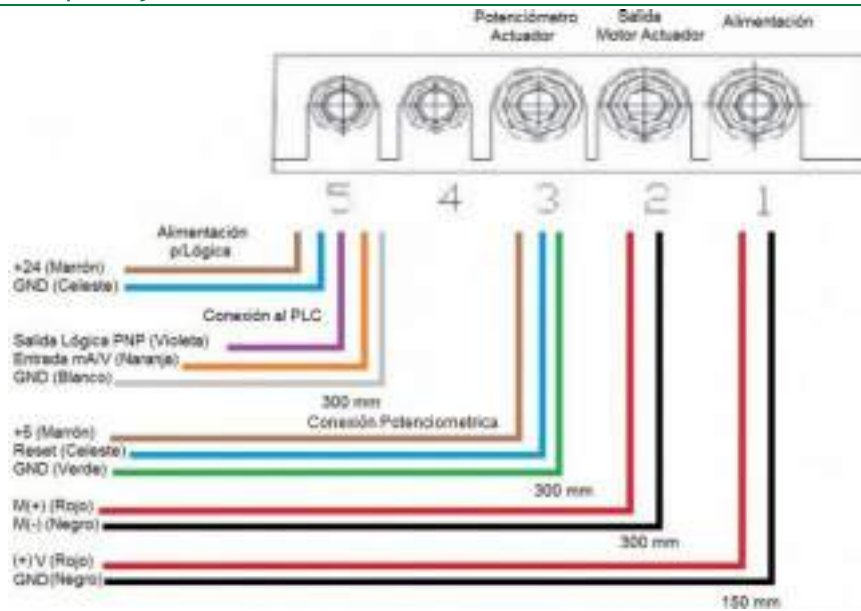 Potenciómetro
Actuador
Salida
Motor Actuador
Alimentación
5 4 3 2 1
Alimentación
p/Lógica
+24 (Marrón)
GND (Celeste)
Conexión al PLC
Salida Lógica PNP (Violeta)
Entrada mA/V (Naranja)
GND (Blanco)
300 mm
Conexión Potenciometrica
+5 (Marrón)
Reset (Celeste)
GND (Verde)
300 mm
M(+) (Rojo)
M(-) (Negro)
300 mm
(+) V (Rojo)
GND(Negro)
150 mm